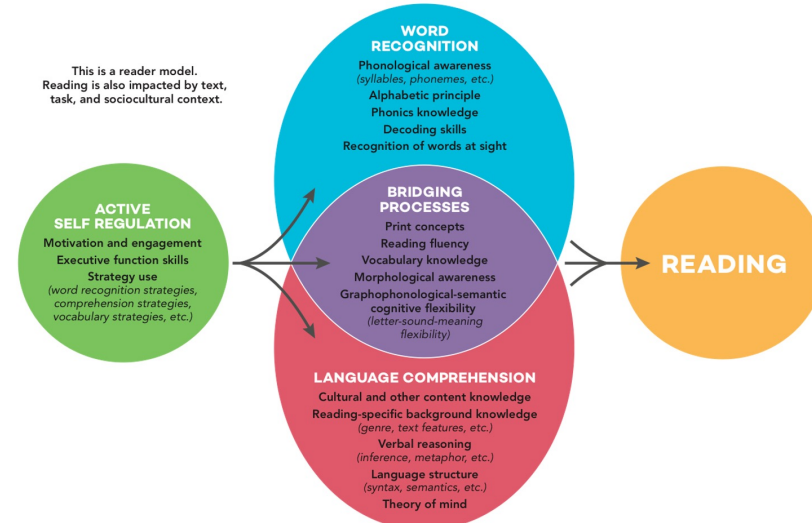 This is a reader model.
Reading is also impacted by text,
task, and sociocultural context.
ACTIVE
SELF REGULATION
Motivation and engagement
Executive function skills
Strategy use
(word recognition strategies,
comprehension strategies,
vocabulary strategies, etc.)
WORD
RECOGNITION
Phonological awareness
(syllables, phonemes, etc.)
Alphabetic principle
Phonics knowledge
Decoding skills
Recognition of words at sight
BRIDGING
PROCESSES
Print concepts
Reading fluency
Vocabulary knowledge
Morphological awareness
Graphophonological-semantic
cognitive flexibility
(letter-sound-meaning
flexibility)
LANGUAGE COMPREHENSION
Cultural and other content knowledge
Reading-specific background knowledge
(genre, text features, etc.)
Verbal reasoning
(inference, metaphor, etc.)
Language structure
(syntax, semantics, etc.)
Theory of mind
READING